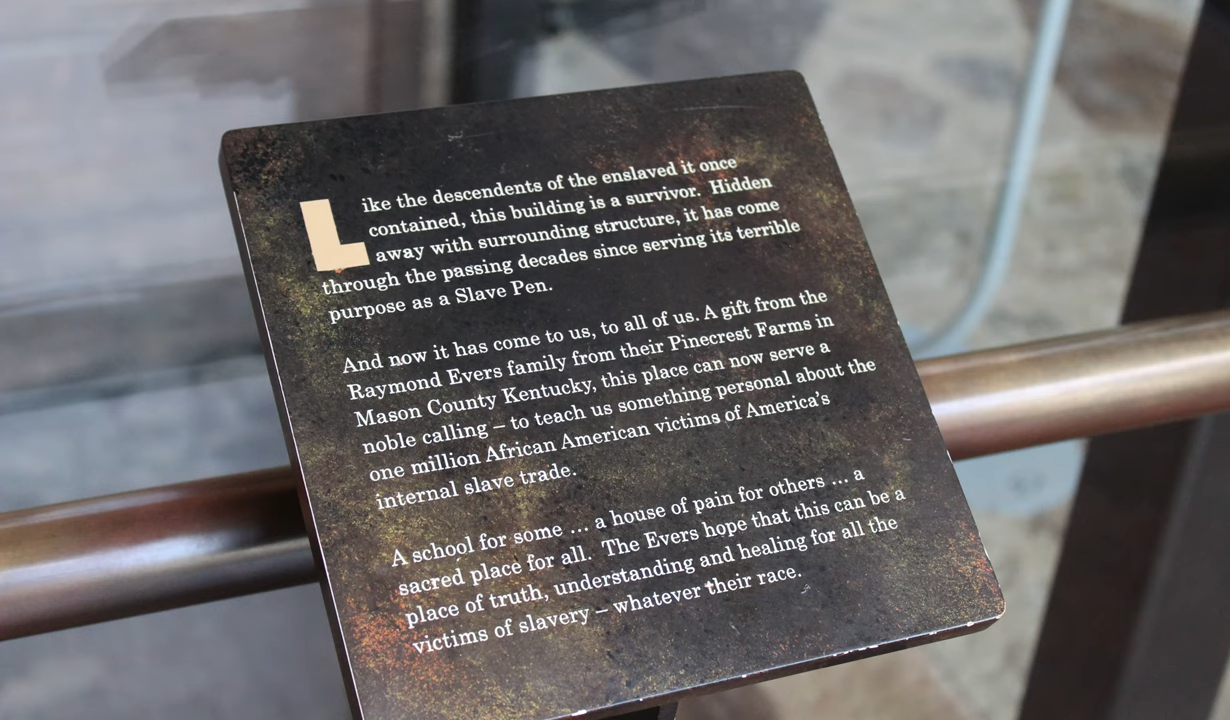 Like the descendents of the enslaved it once
contained, this building is a survivor. Hidden
away with surrounding structure, it has come
through the passing decades since serving its terrible
purpose as a Slave Pen.
And now it has come to us, to all of us. A gift from the
Raymond Evers family from their Pinecrest Farms in
Mason County Kentucky, this place can now serve a
noble calling – to teach us something personal about the
one million African American victims of America's
internal slave trade.
A school for some ... a house of pain for others ... a
sacred place for all. The Evers hope that this can be a
place of truth, understanding and healing for all the
victims of slavery – whatever their race.